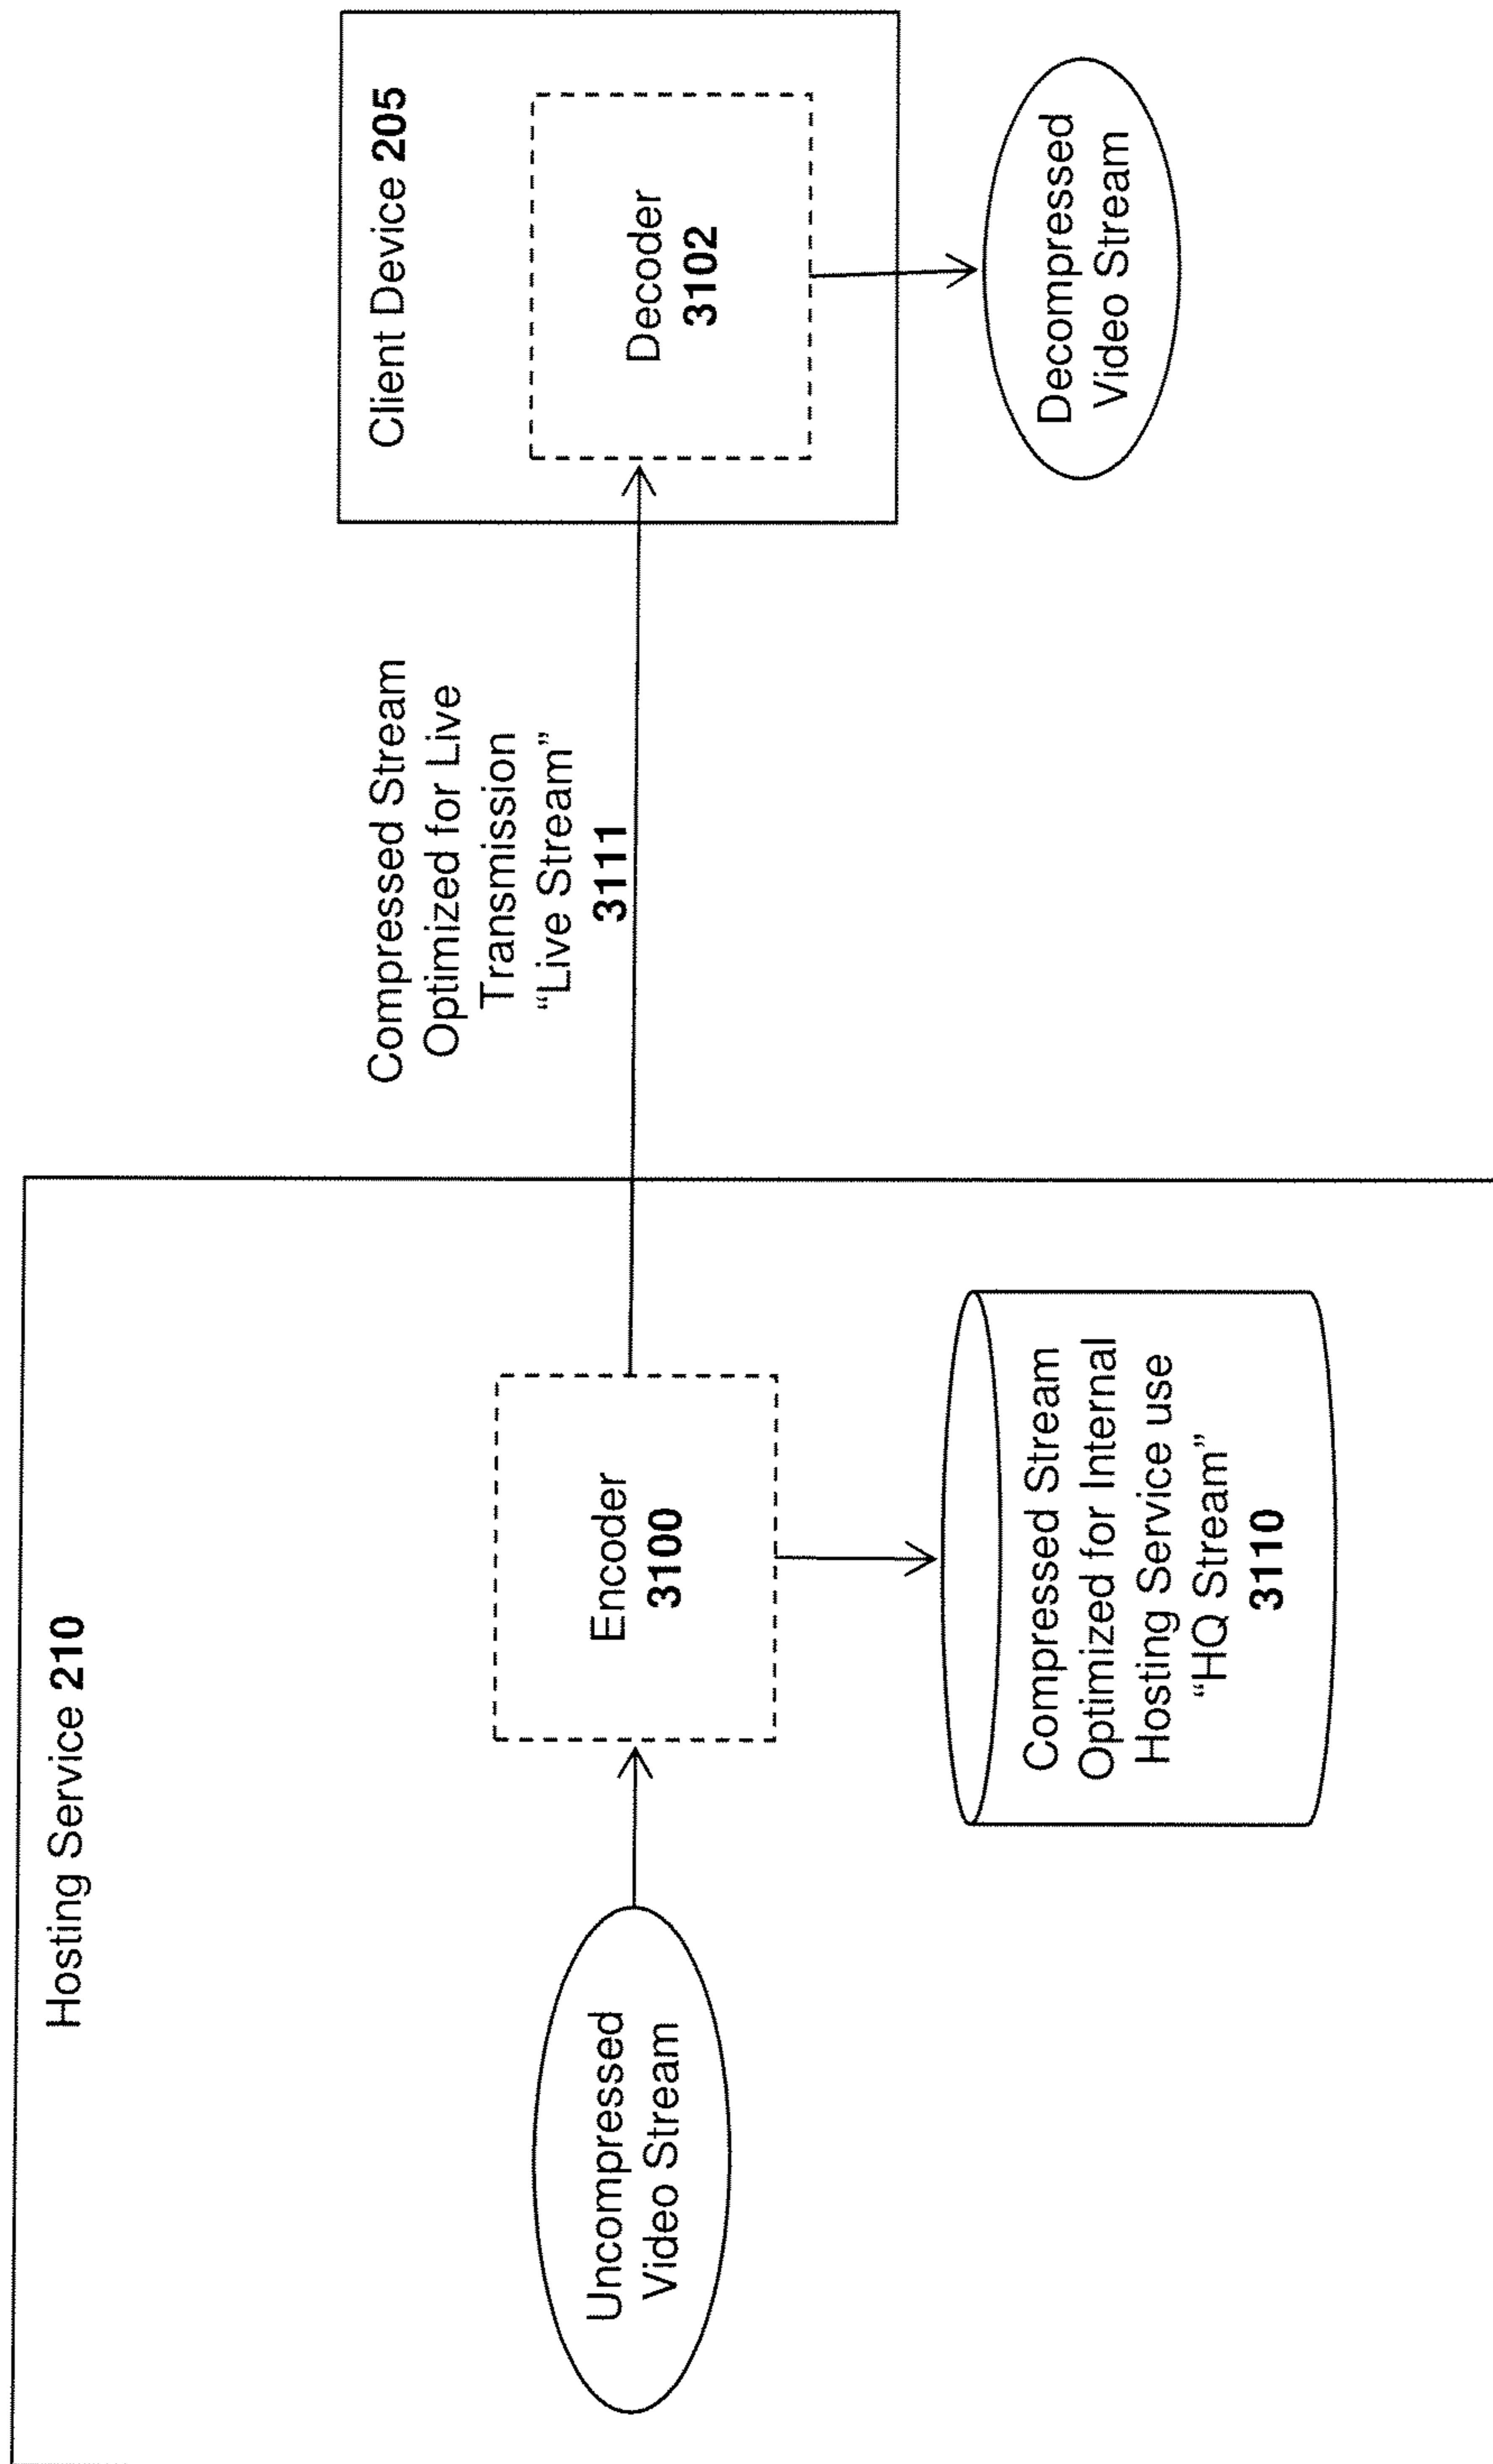 Hosting Service 210
Uncompressed
Video Stream
Encoder
3100
Compressed Stream
Optimized for Internal
Hosting Service use
“HQ Stream”
3110
Compressed Stream
Optimized for Live
Transmission
“Live Stream”
3111
Client Device 205
Decoder
3102
Decompressed
Video Stream